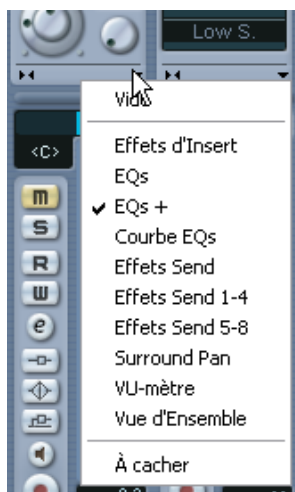 Low S.
Vide
<C>
Effets d'Insert
EQs
EQs +
Courbe EQs
Effets Send
Effets Send 1-4
Effets Send 5-8
Surround Pan
VU-mètre
Vue d'Ensemble
À cacher
m
S
R
W
e